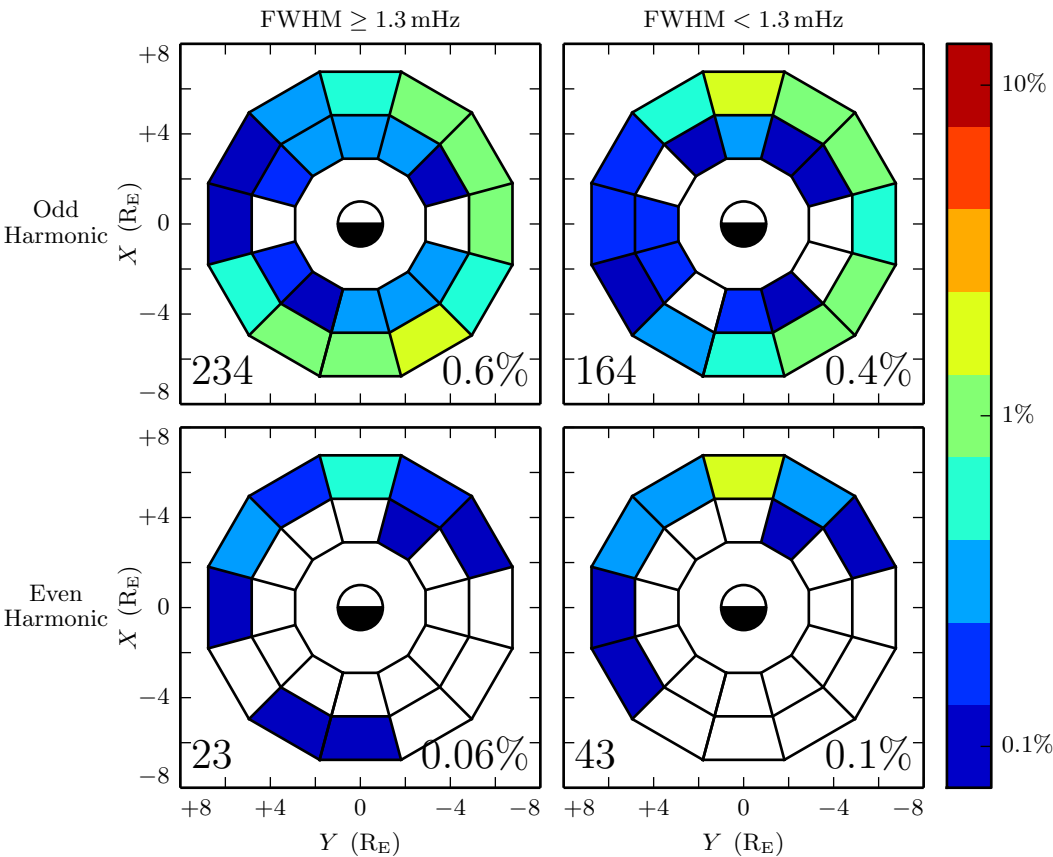 FWHM ≥ 1.3 mHz
FWHM < 1.3 mHz
+8
+4
0
−4
−8
X (R_E)
Odd
Harmonic
234
0.6%
164
0.4%
10%
1%
0.1%
+8
+4
0
−4
−8
X (R_E)
Even
Harmonic
23
0.06%
43
0.1%
+8 +4 0 −4 −8
+8 +4 0 −4 −8
Y (R_E)
Y (R_E)